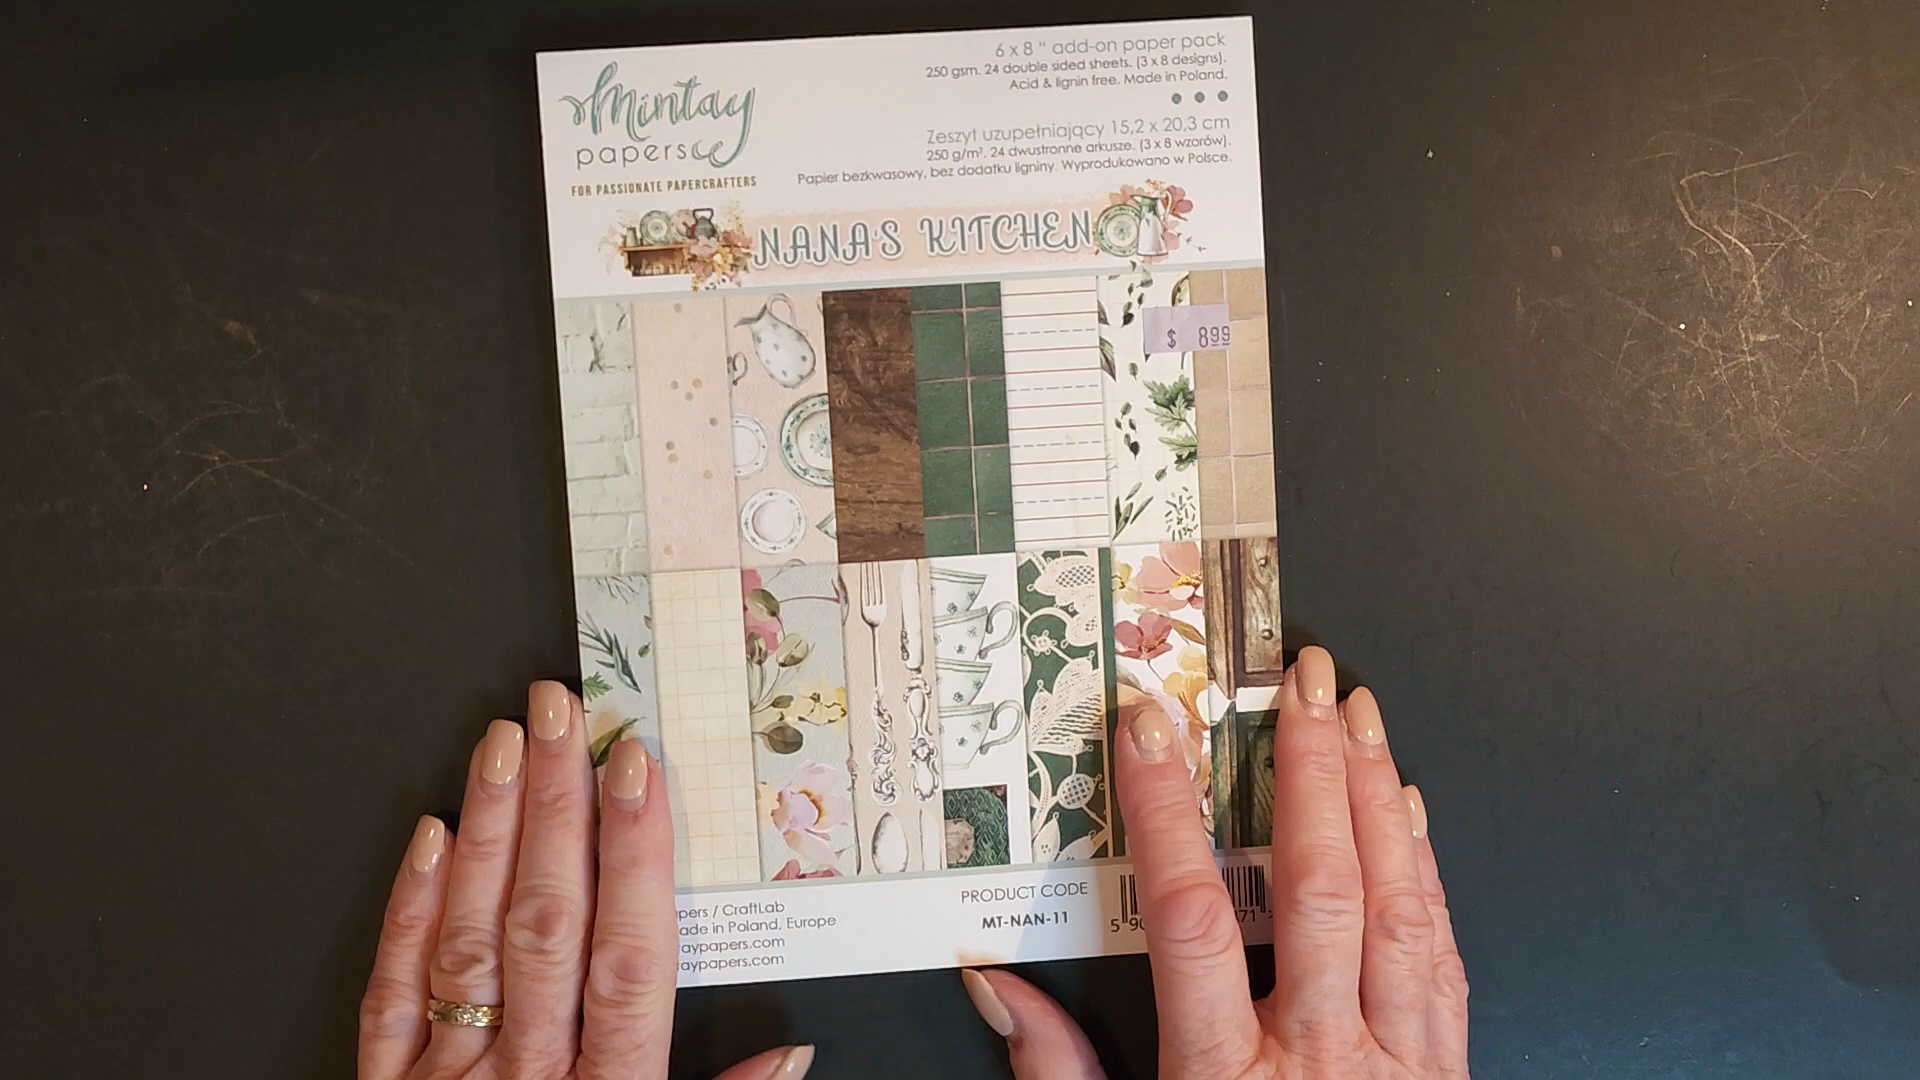 Mintay
papers
FOR PASSIONATE PAPERCRAFTERS
6 x 8 " add-on paper pack
250 gsm. 24 double sided sheets. (3 x 8 designs).
Acid & lignin free. Made in Poland.
Zeszyt uzupełniający 15,2 x 20,3 cm
250 g/m². 24 dwustronne arkusze. (3 x 8 wzorów).
Papier bezkwasowy, bez dodatku ligniny. Wyprodukowano w Polsce.
NANA'S KITCHEN
$ 8.99
pers / CraftLab
ade in Poland, Europe
taypapers.com
taypapers.com
PRODUCT CODE
MT-NAN-11